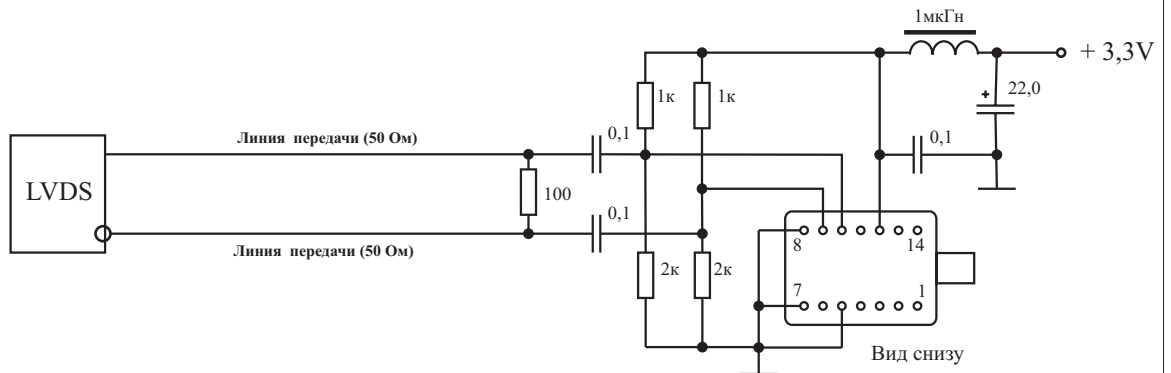 1мкГн
+ 3,3V
1к
1к
+
22,0
Линия передачи (50 Ом)
0,1
0,1
LVDS
100
0,1
Линия передачи (50 Ом)
8
14
2к
2к
7
1
Вид снизу